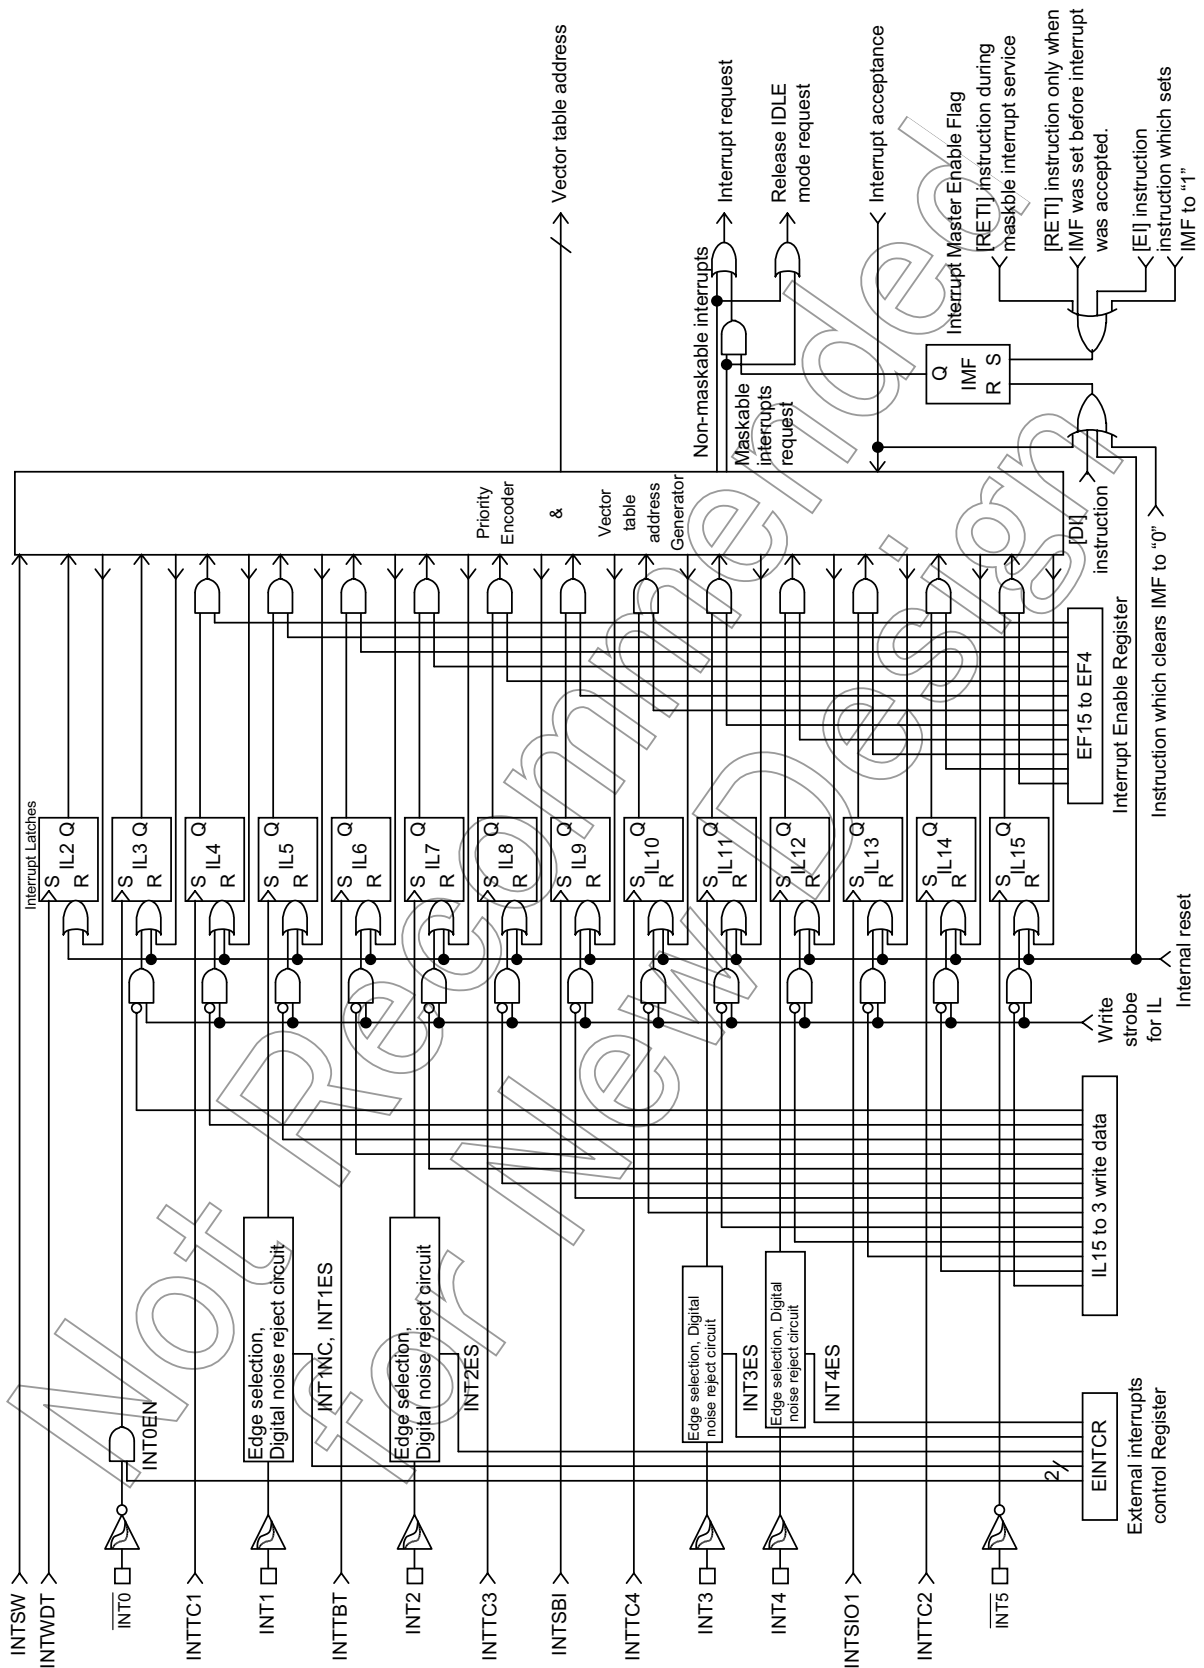 INTSW
INTWDT
INT0
INTTC1
INT1
INTTBT
INT2
INTTC3
INTSBI
INTTC4
INT3
INT4
INTSIO1
INTTC2
INT5
INT0EN
Edge selection,
Digital noise reject circuit
INT1NC, INT1ES
Edge selection,
Digital noise reject circuit
INT2ES
Edge selection, Digital
noise reject circuit
INT3ES
Edge selection, Digital
noise reject circuit
INT4ES
2
EINTCR
External interrupts
control Register
IL15 to 3 write data
Write
strobe
for IL
Internal reset
Interrupt Latches
S
IL2
Q
R
S
IL3
Q
R
S
IL4
Q
R
S
IL5
Q
R
S
IL6
Q
R
S
IL7
Q
R
S
IL8
Q
R
S
IL9
Q
R
S
IL10
Q
R
S
IL11
Q
R
S
IL12
Q
R
S
IL13
Q
R
S
IL14
Q
R
S
IL15
Q
R
EF15 to EF4
Interrupt Enable Register
Instruction which clears IMF to “0”
Priority
Encoder
&
Vector
table
address
Generator
[DI]
instruction
Vector table address
Non-maskable interrupts
Maskable
interrupts
request
Interrupt request
Release IDLE
mode request
Interrupt acceptance
Interrupt Master Enable Flag
Q
IMF
R S
[RETI] instruction during
maskble interrupt service
[RETI] instruction only when
IMF was set before interrupt
was accepted.
[EI] instruction
instruction which sets
IMF to “1”
Not Recommended
for New Design